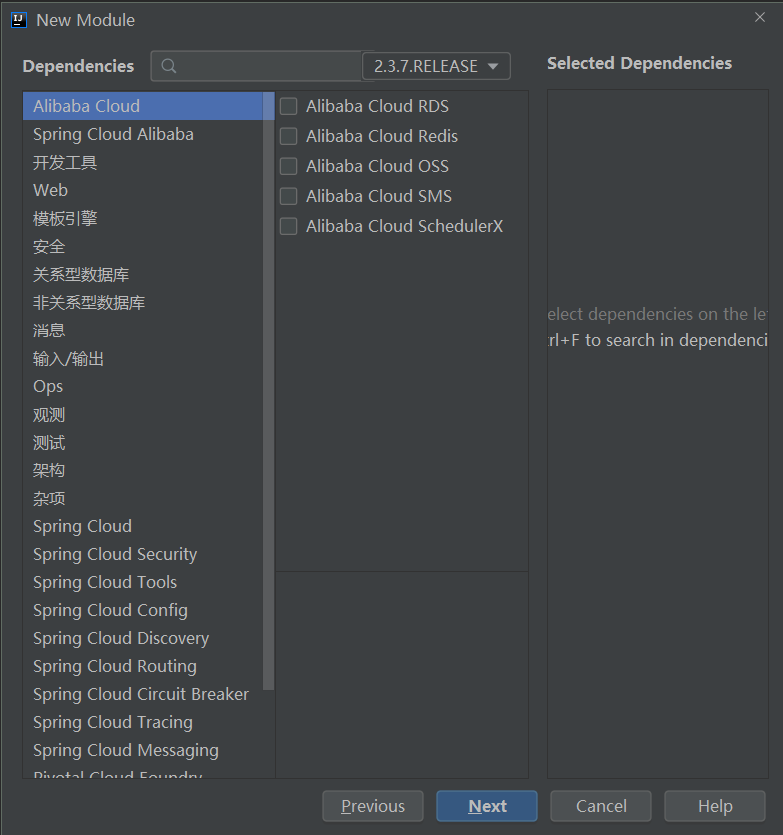 New Module
Dependencies
2.3.7.RELEASE
Selected Dependencies
Alibaba Cloud
Spring Cloud Alibaba
开发工具
Web
模板引擎
安全
关系型数据库
非关系型数据库
消息
输入/输出
Ops
观测
测试
架构
杂项
Spring Cloud
Spring Cloud Security
Spring Cloud Tools
Spring Cloud Config
Spring Cloud Discovery
Spring Cloud Routing
Spring Cloud Circuit Breaker
Spring Cloud Tracing
Spring Cloud Messaging
Pivotal Cloud Foundry
Alibaba Cloud RDS
Alibaba Cloud Redis
Alibaba Cloud OSS
Alibaba Cloud SMS
Alibaba Cloud SchedulerX
elect dependencies on the le
rl+F to search in dependenci
Previous
Next
Cancel
Help